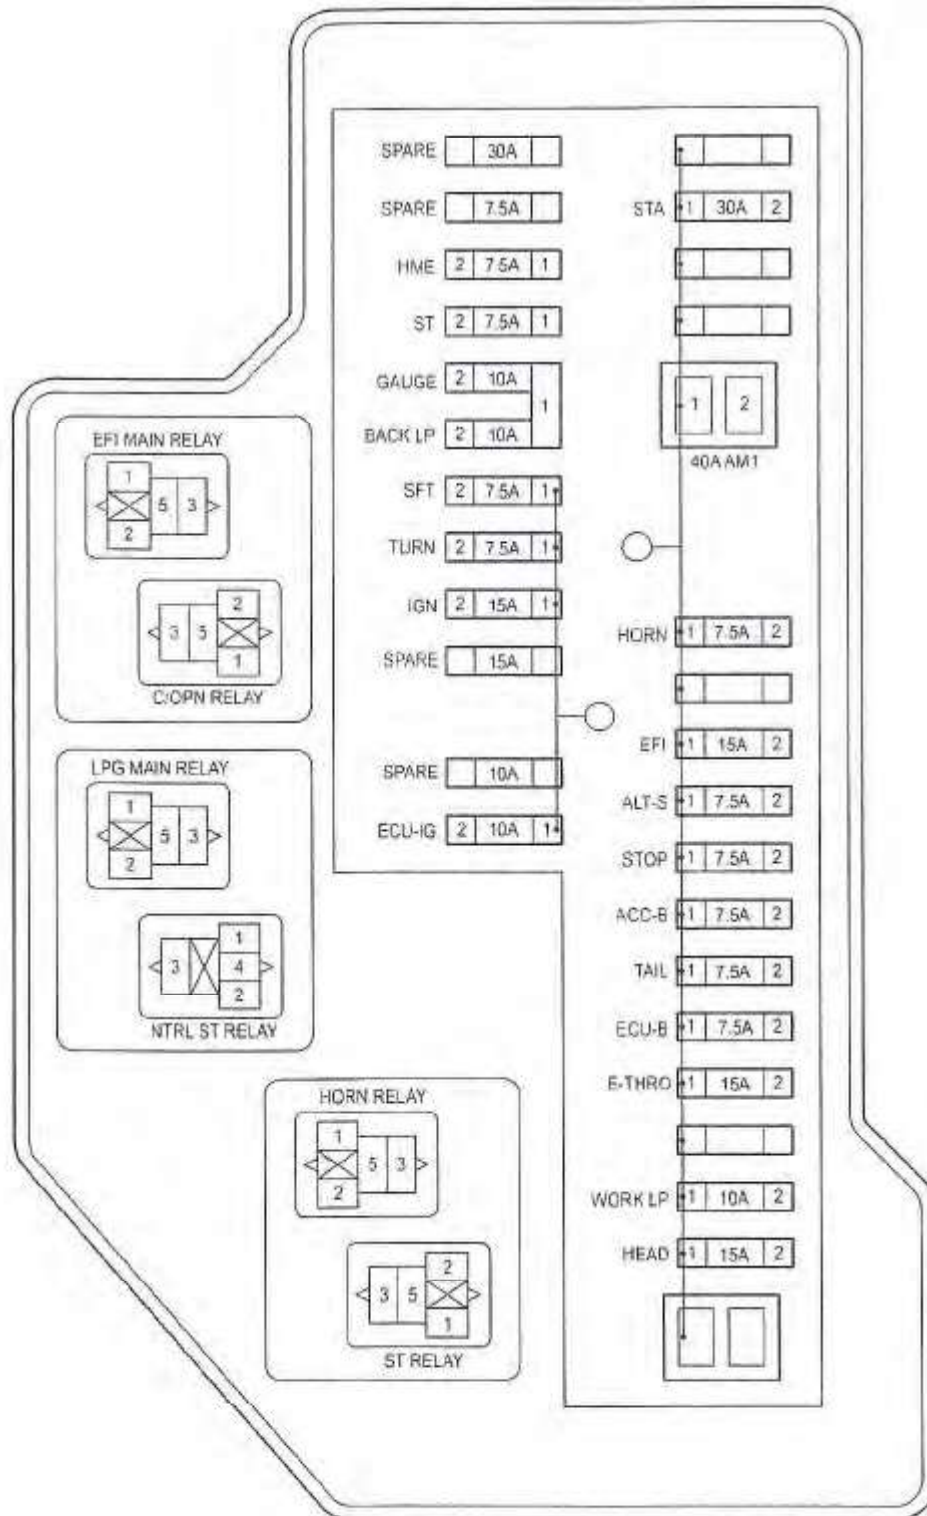 SPARE 30A
SPARE 7.5A
HME 2 7.5A 1
ST 2 7.5A 1
GAUGE 2 10A
1
BACK LP 2 10A
SFT 2 7.5A 1
TURN 2 7.5A 1
IGN 2 15A 1
SPARE 15A
SPARE 10A
ECU-IG 2 10A 1
STA 1 30A 2
1 2
40A AM1
HORN 1 7.5A 2
EFI 1 15A 2
ALT-S 1 7.5A 2
STOP 1 7.5A 2
ACC-B 1 7.5A 2
TAIL 1 7.5A 2
ECU-B 1 7.5A 2
E-THRO 1 15A 2
WORK LP 1 10A 2
HEAD 1 15A 2
EFI MAIN RELAY
1
5 3
2
2
3 5
1
C/OPN RELAY
LPG MAIN RELAY
1
5 3
2
1
3 4
2
NTRL ST RELAY
HORN RELAY
1
5 3
2
2
3 5
1
ST RELAY